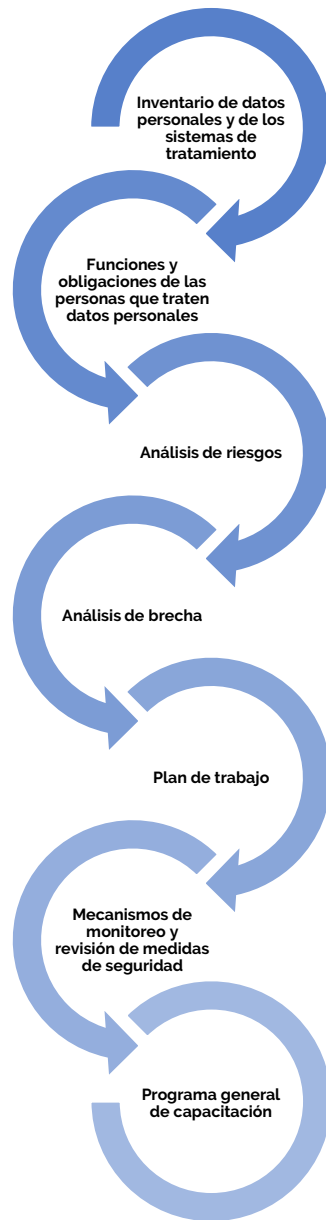 Inventario de datos
personales y de los
sistemas de
tratamiento
Funciones y
obligaciones de las
personas que traten
datos personales
Análisis de riesgos
Análisis de brecha
Plan de trabajo
Mecanismos de
monitoreo y
revisión de medidas
de seguridad
Programa general
de capacitación